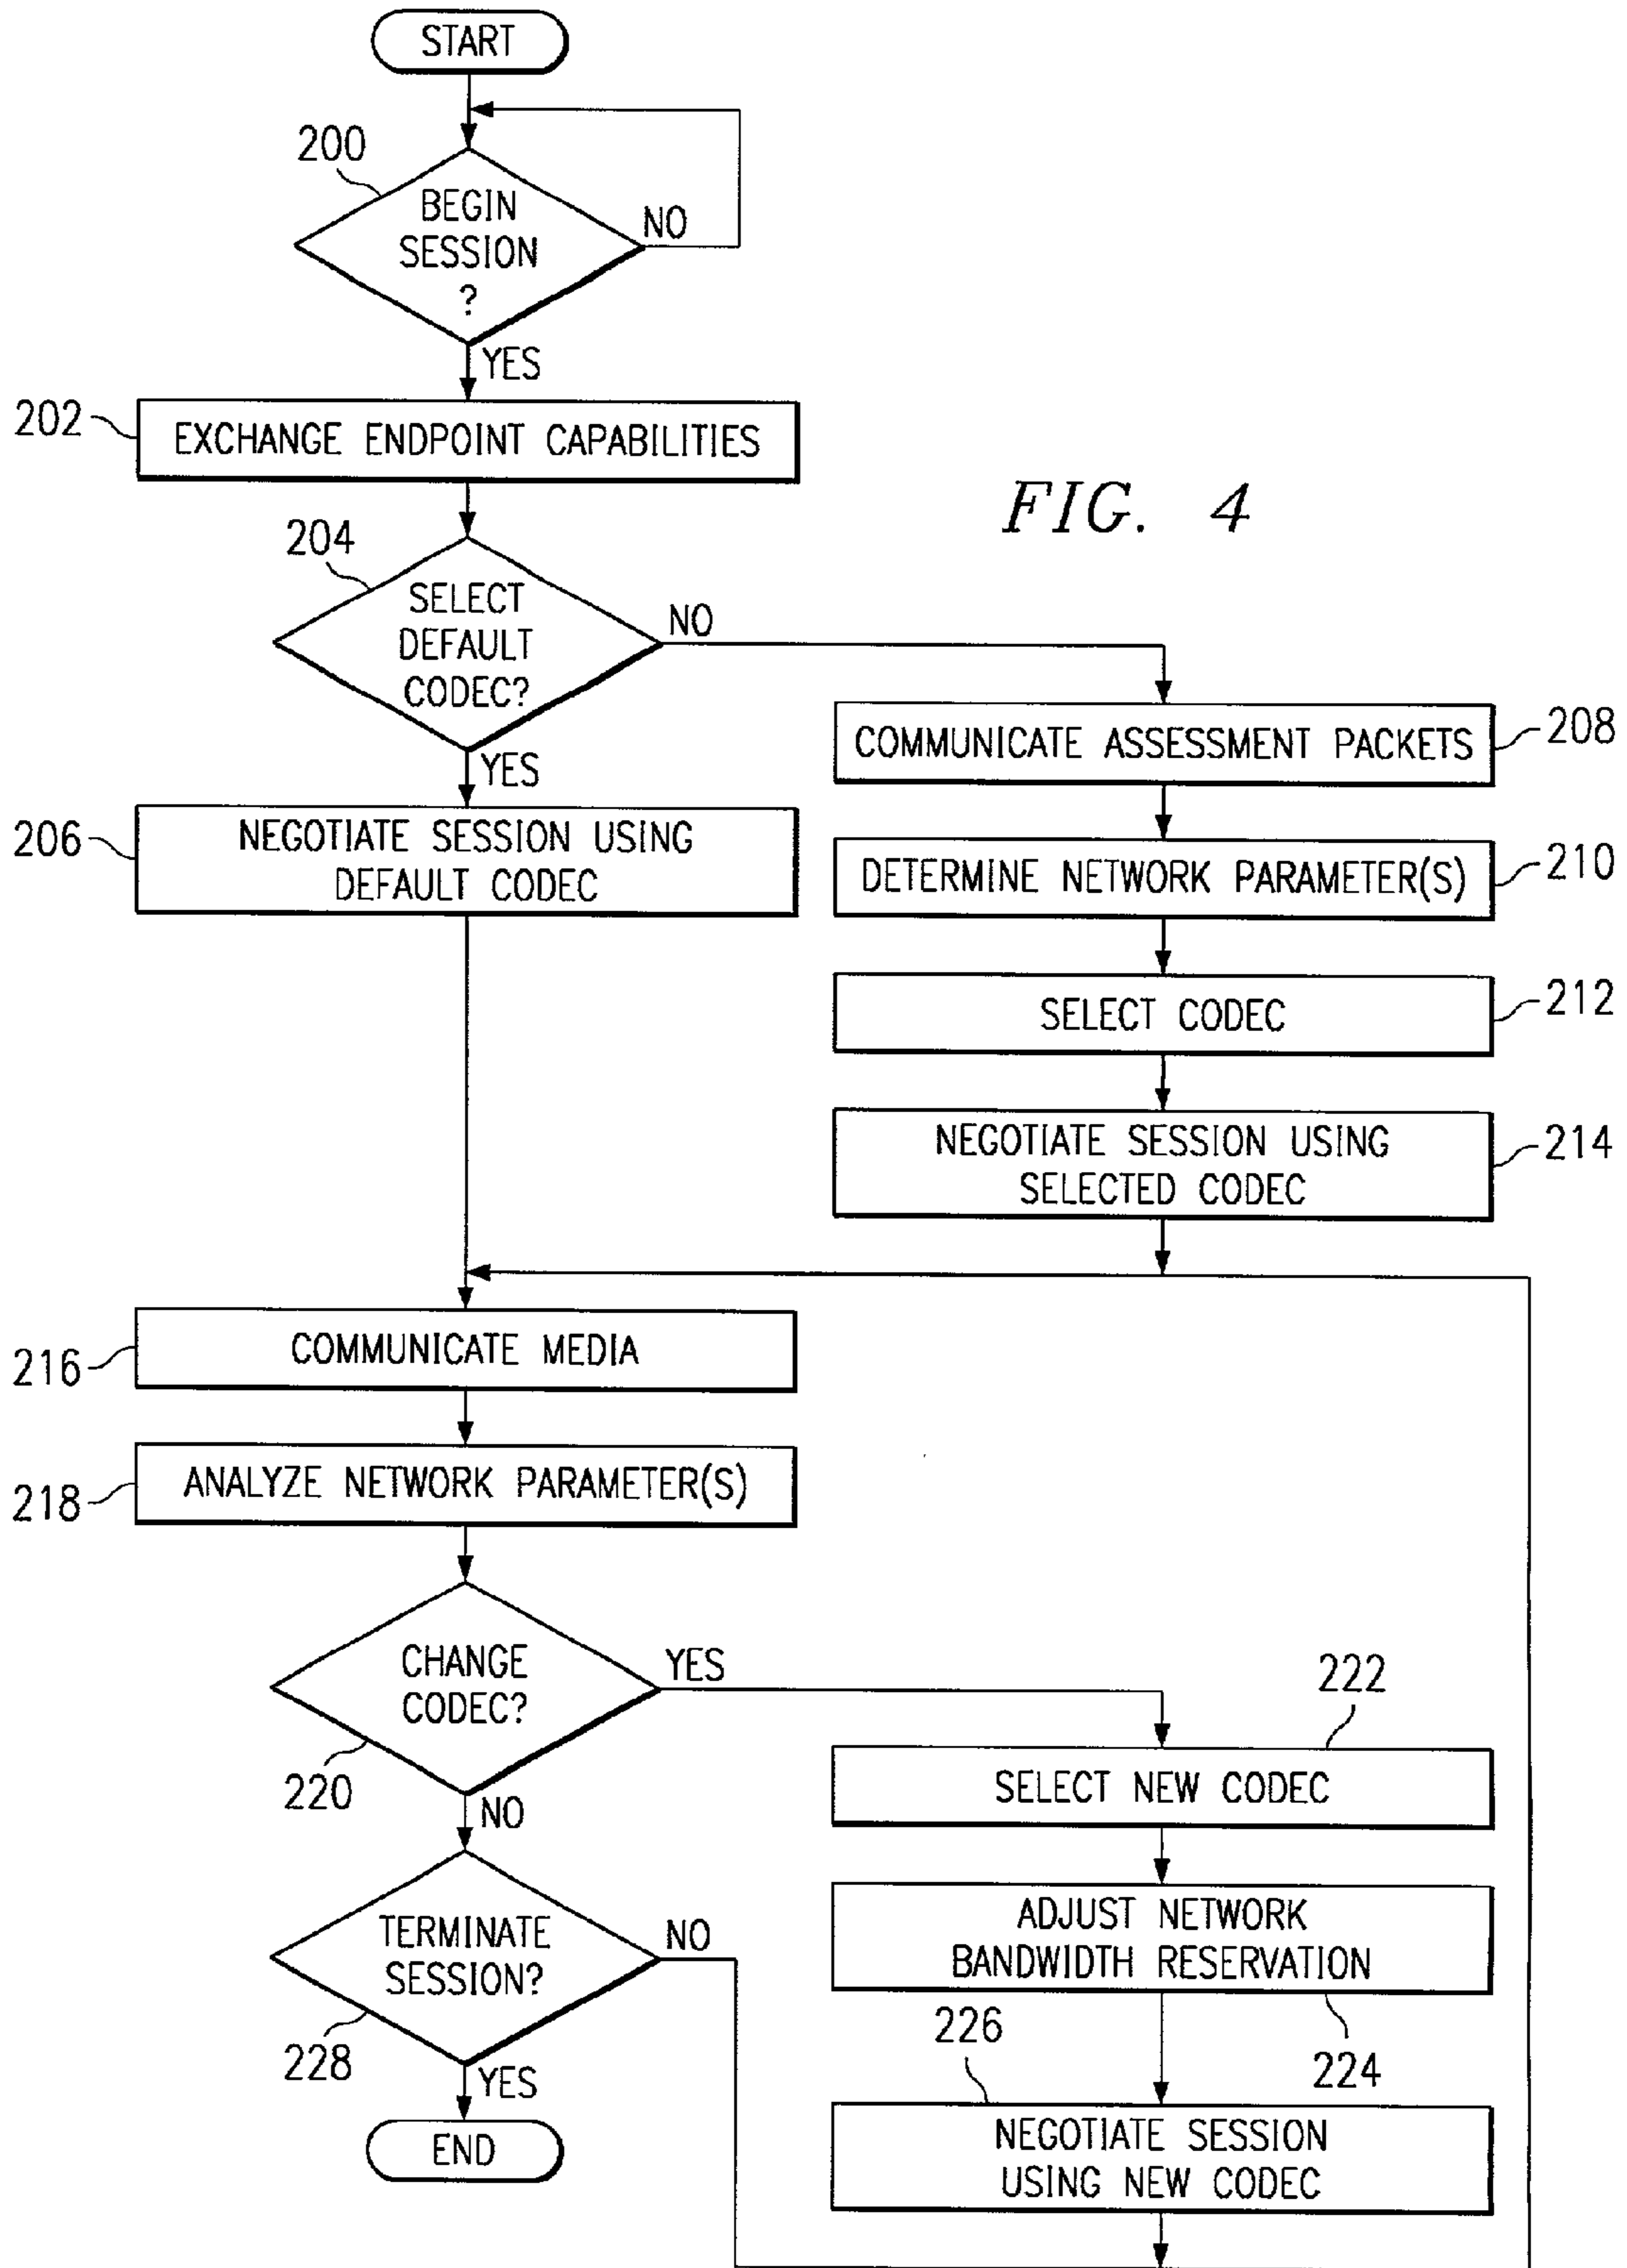 START
200
BEGIN
SESSION
?
NO
YES
202
EXCHANGE ENDPOINT CAPABILITIES
FIG. 4
204
SELECT
DEFAULT
CODEC?
NO
YES
206
NEGOTIATE SESSION USING
DEFAULT CODEC
COMMUNICATE ASSESSMENT PACKETS
208
DETERMINE NETWORK PARAMETER(S)
210
SELECT CODEC
212
NEGOTIATE SESSION USING
SELECTED CODEC
214
216
COMMUNICATE MEDIA
218
ANALYZE NETWORK PARAMETER(S)
CHANGE
CODEC?
220
YES
NO
222
SELECT NEW CODEC
ADJUST NETWORK
BANDWIDTH RESERVATION
224
226
NEGOTIATE SESSION
USING NEW CODEC
TERMINATE
SESSION?
228
NO
YES
END